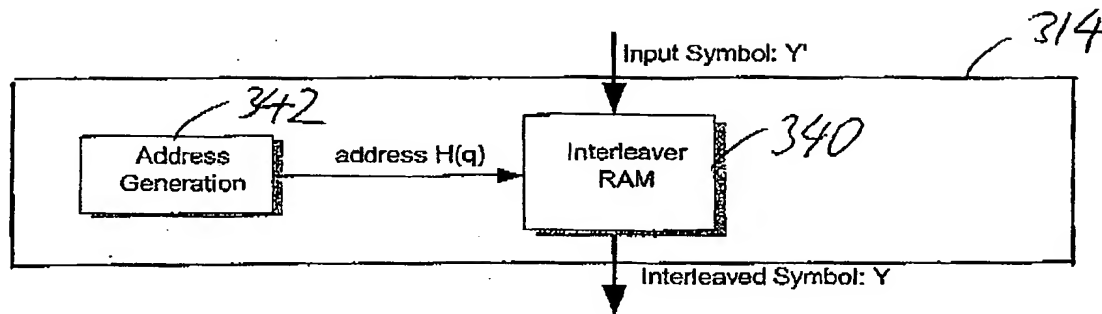 314
Input Symbol: Y'
342
340
Address
Generation
address H(q)
Interleaver
RAM
Interleaved Symbol: Y